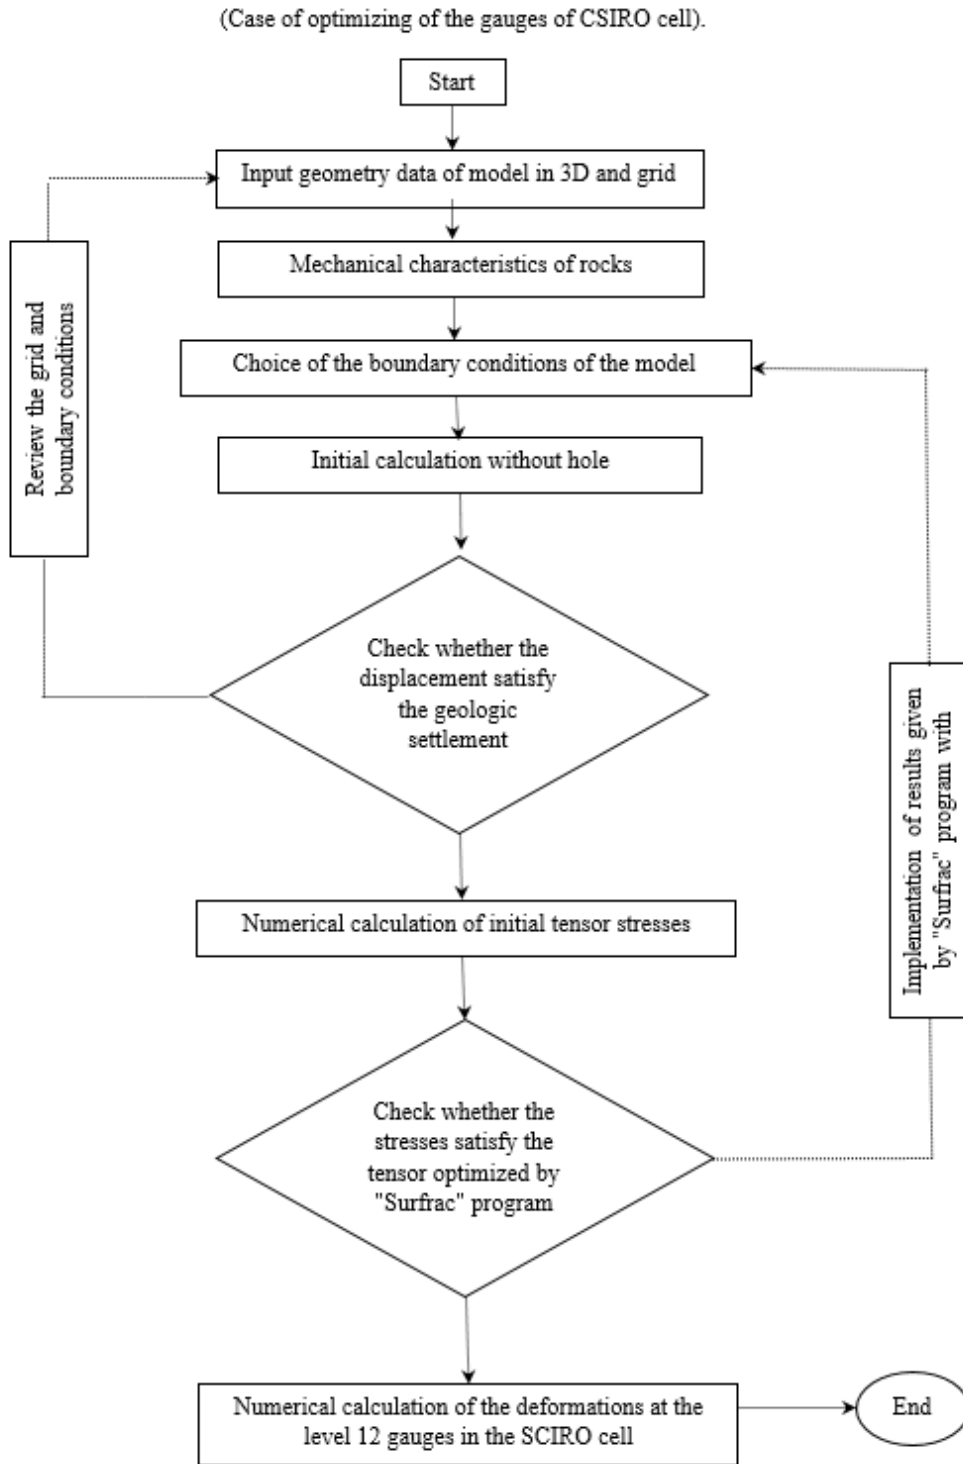 (Case of optimizing of the gauges of CSIRO cell).
Start
Input geometry data of model in 3D and grid
Mechanical characteristics of rocks
Review the grid and
boundary conditions
Choice of the boundary conditions of the model
Initial calculation without hole
Check whether the
displacement satisfy
the geologic
settlement
Implementation of results given
by "Surfrac" program with
Numerical calculation of initial tensor stresses
Check whether the
stresses satisfy the
tensor optimized by
"Surfrac" program
Numerical calculation of the deformations at the
level 12 gauges in the SCIRO cell
End